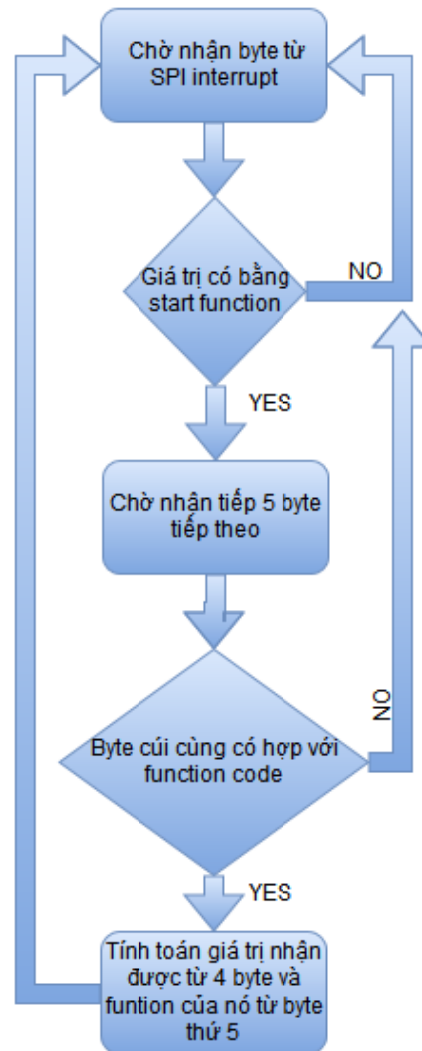 Chờ nhận byte từ
SPI interrupt
Giá trị có bằng
start function
NO
YES
Chờ nhận tiếp 5 byte
tiếp theo
Byte cúi cùng có hợp với
function code
NO
YES
Tính toán giá trị nhận
được từ 4 byte và
funtion của nó từ byte
thứ 5